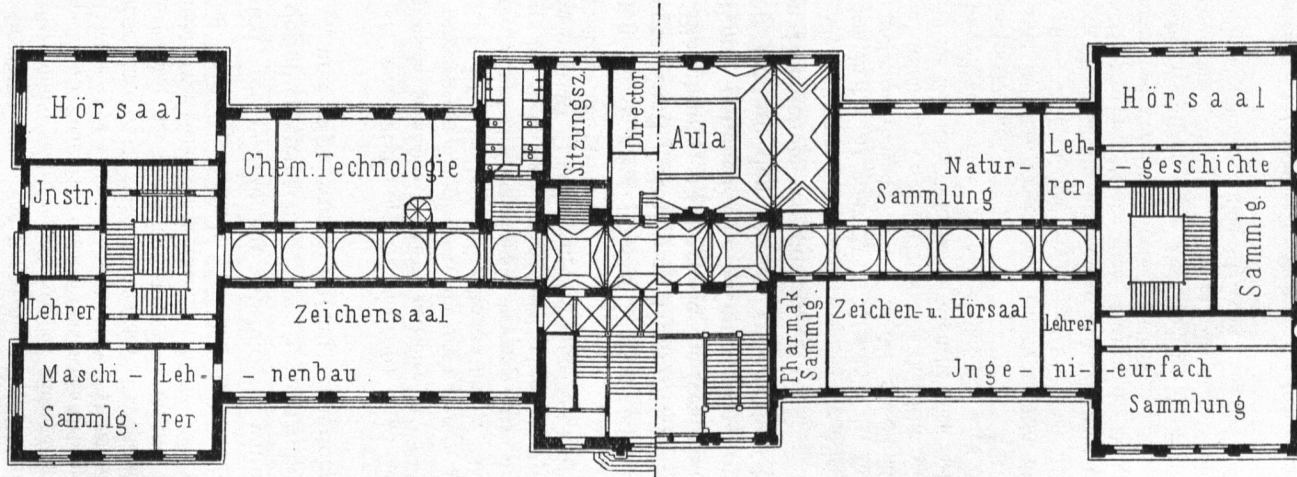 Hörsaal
Jnstr.
Lehrer
Maschi-
Sammlg.
Leh-
rer
Chem. Technologie
Zeichensaal
-nenbau.
Sitzungsz.
Director
Aula
Natur-
Sammlung
Leh-
rer
Hörsaal
-geschichte
Sammlg.
Pharmak
Sammlg.
Zeichen-u. Hörsaal
Jnge-
Lehrer
ni-
-eurfach
Sammlung